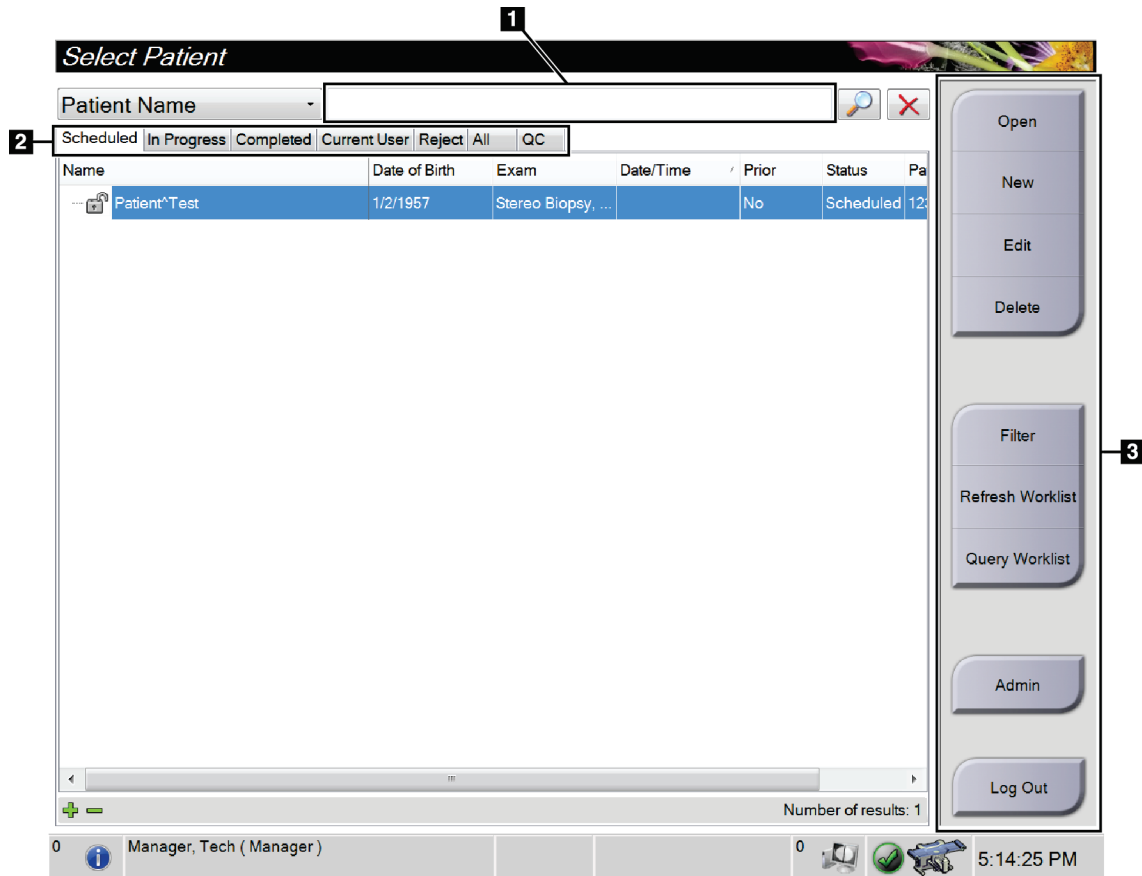 1
Select Patient
Patient Name
2
Scheduled In Progress Completed Current User Reject All QC
Name Date of Birth Exam Date/Time Prior Status Pa
Patient^Test 1/2/1957 Stereo Biopsy, ... No Scheduled 123
Open
New
Edit
Delete
Filter
3
Refresh Worklist
Query Worklist
Admin
Log Out
Number of results: 1
0 Manager, Tech ( Manager ) 0 5:14:25 PM